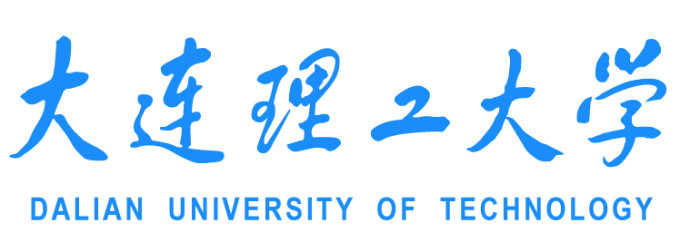 大连理工大学
DALIAN UNIVERSITY OF TECHNOLOGY